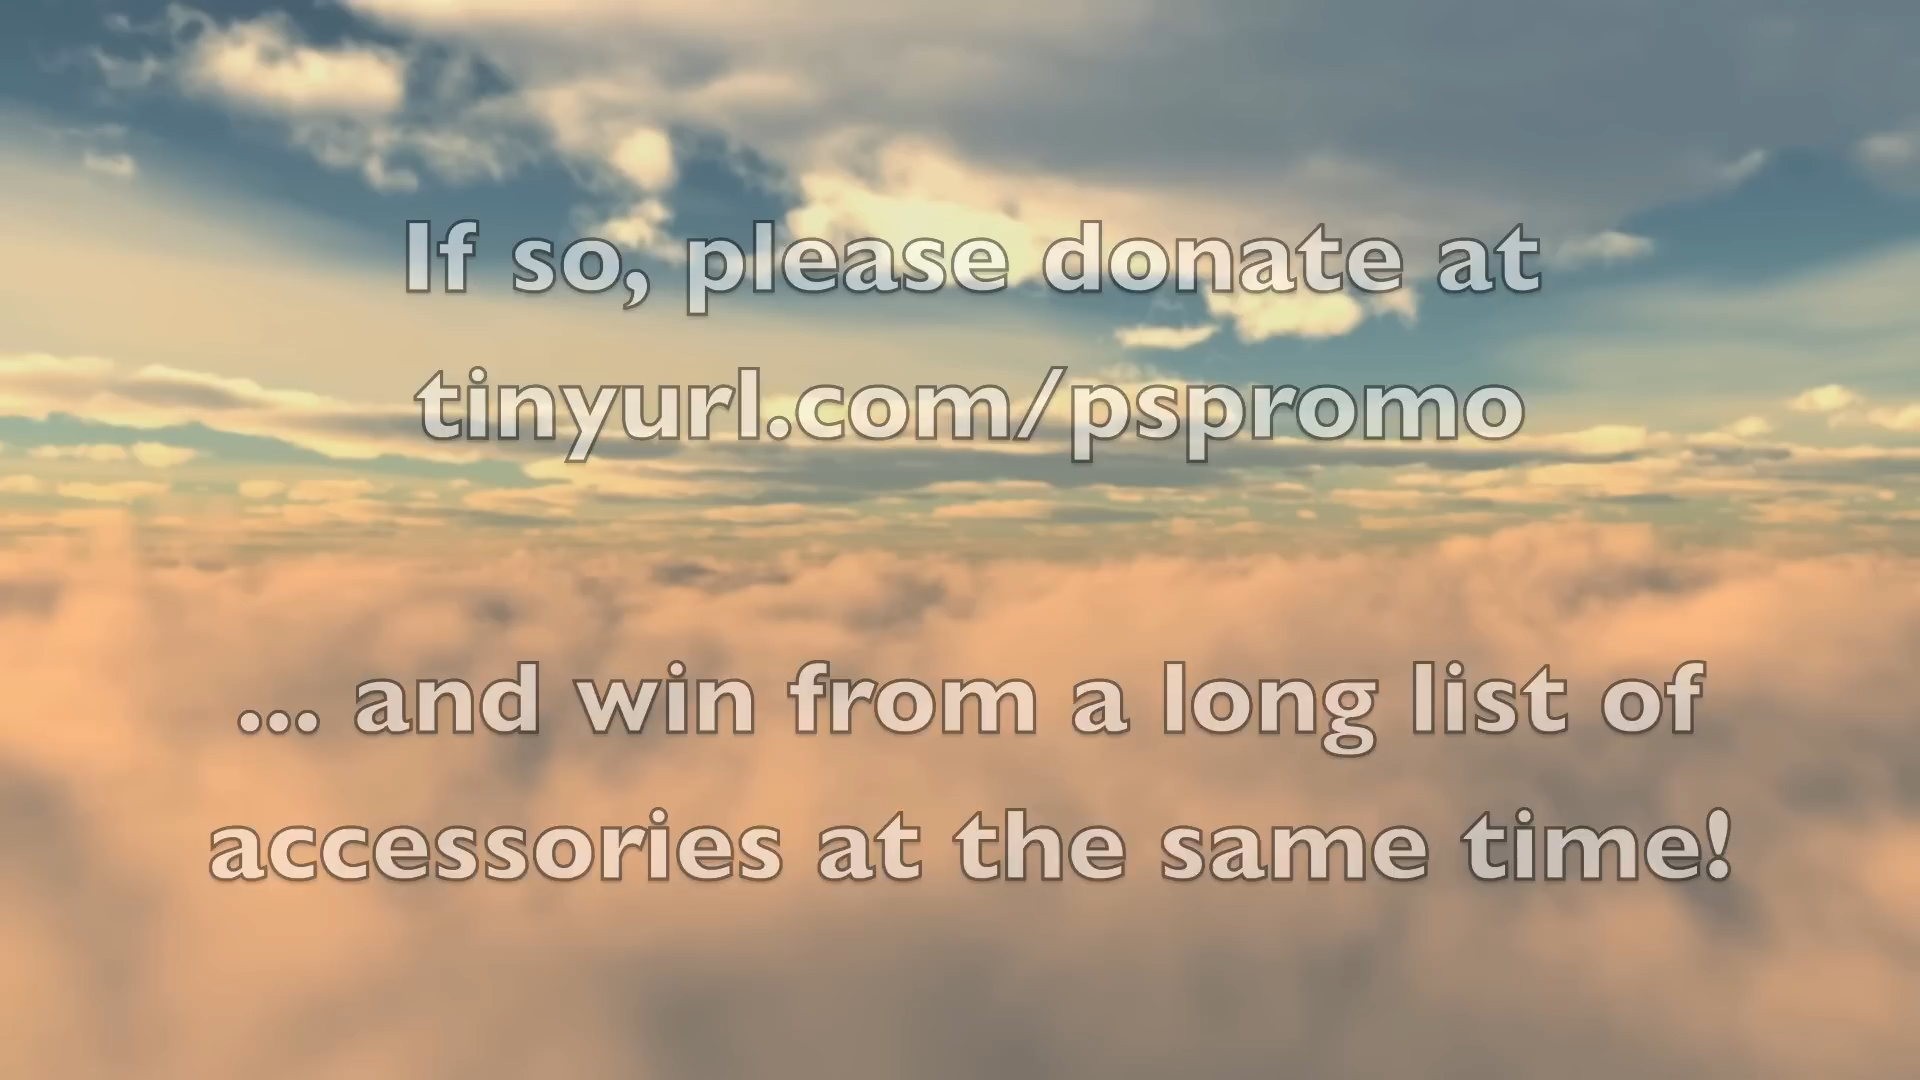 If so, please donate at
tinyurl.com/pspromo
... and win from a long list of
accessories at the same time!